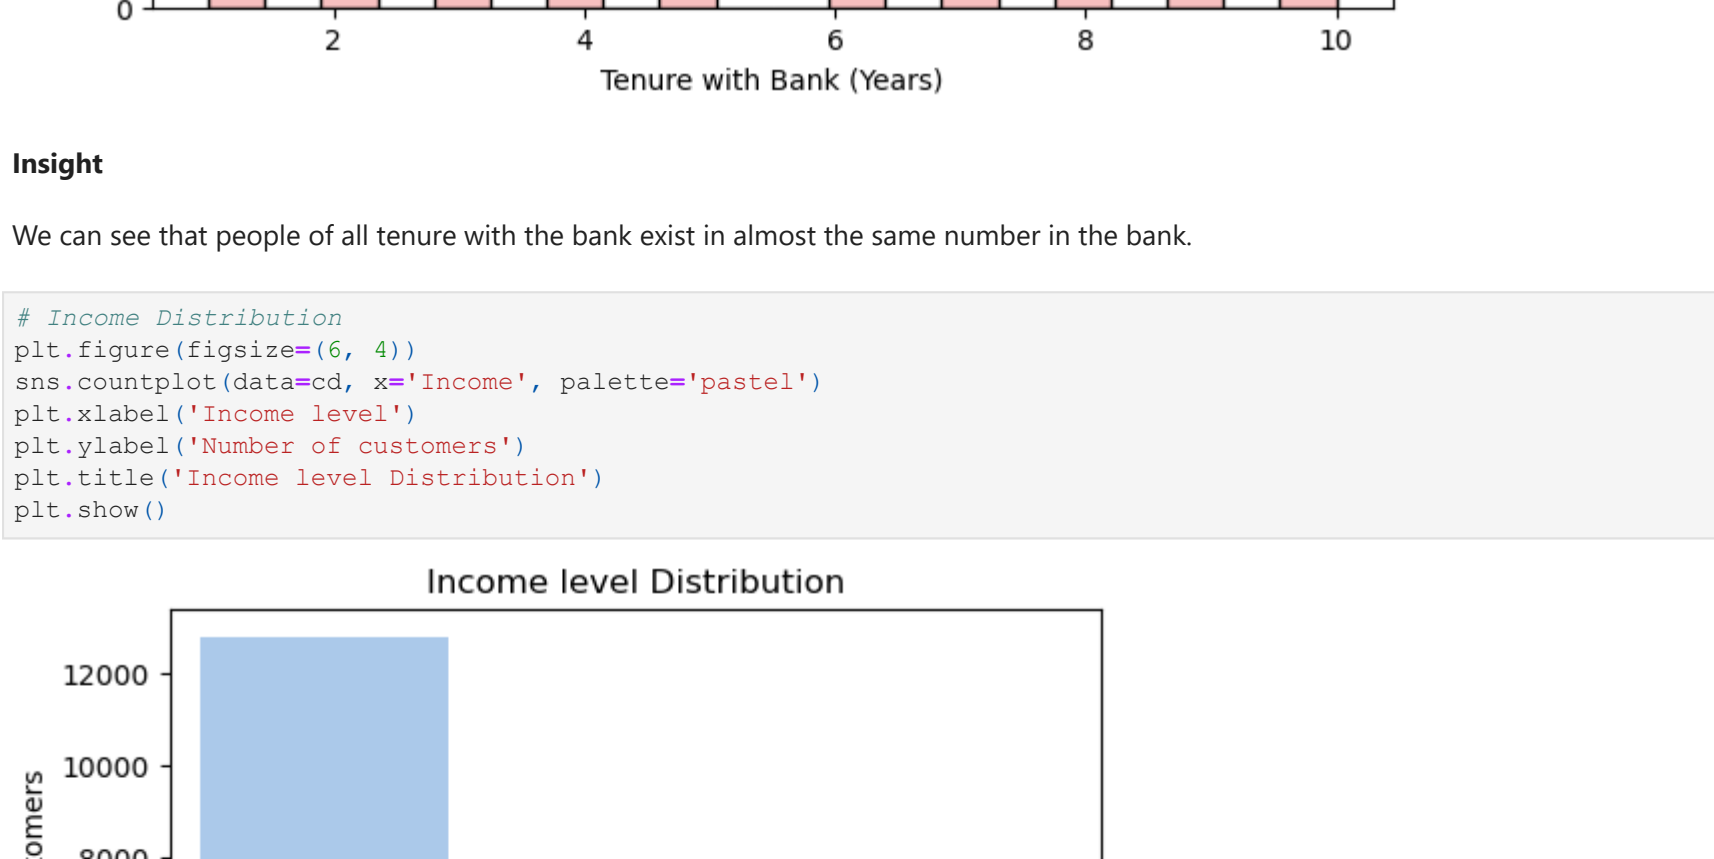 0
2 4 6 8 10
Tenure with Bank (Years)
Insight
We can see that people of all tenure with the bank exist in almost the same number in the bank.
# Income Distribution
plt.figure(figsize=(6, 4))
sns.countplot(data=cd, x='Income', palette='pastel')
plt.xlabel('Income level')
plt.ylabel('Number of customers')
plt.title('Income level Distribution')
plt.show()
Income level Distribution
12000
10000
8000